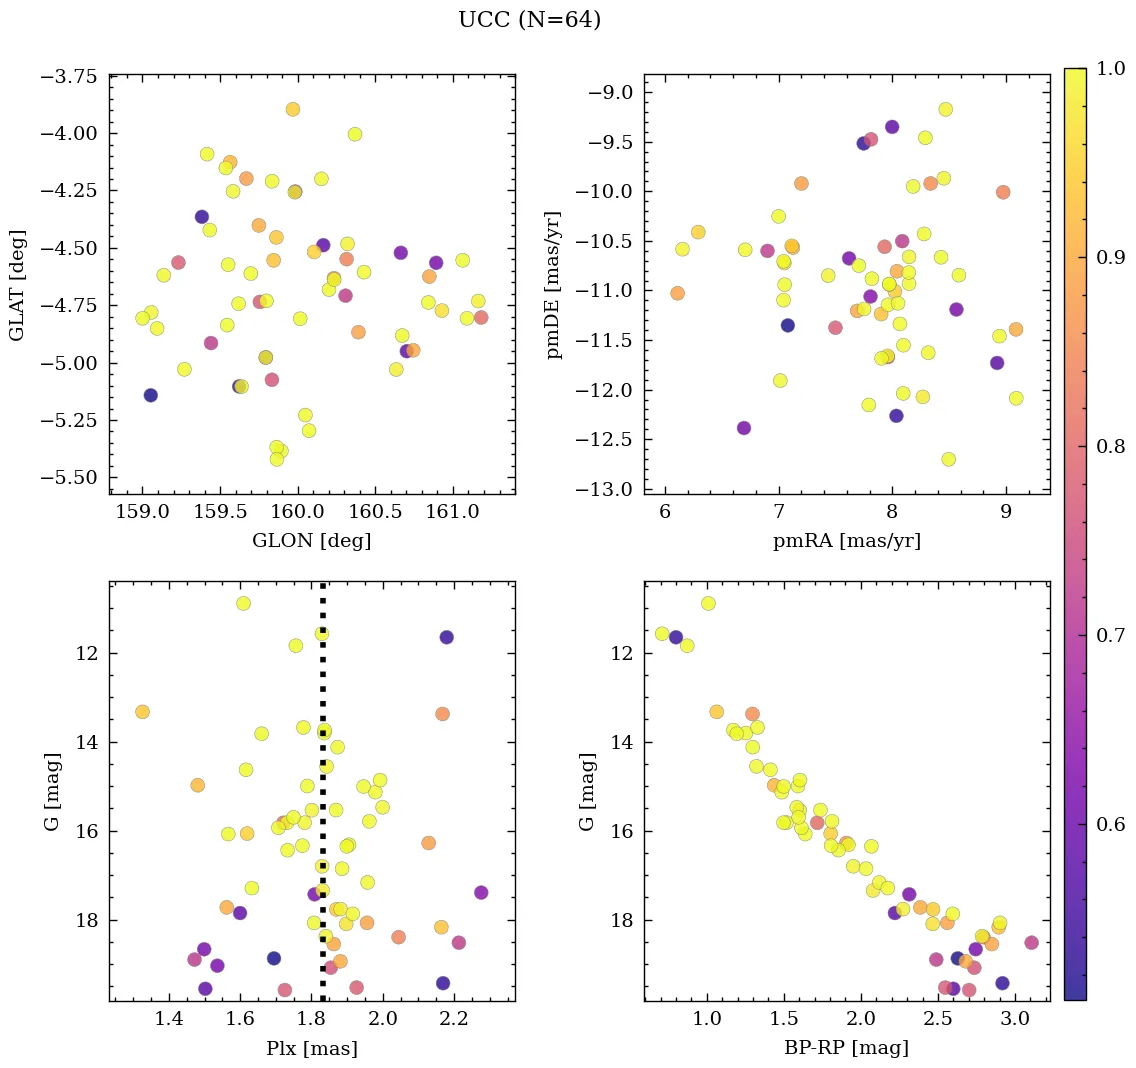 UCC (N=64)
−3.75
−4.00
−4.25
−4.50
−4.75
−5.00
−5.25
−5.50
GLAT [deg]
159.0 159.5 160.0 160.5 161.0
GLON [deg]
−9.0
−9.5
−10.0
−10.5
−11.0
−11.5
−12.0
−12.5
−13.0
pmDE [mas/yr]
6 7 8 9
pmRA [mas/yr]
12
14
16
18
G [mag]
1.4 1.6 1.8 2.0 2.2
Plx [mas]
12
14
16
18
G [mag]
1.0 1.5 2.0 2.5 3.0
BP-RP [mag]
1.0
0.9
0.8
0.7
0.6